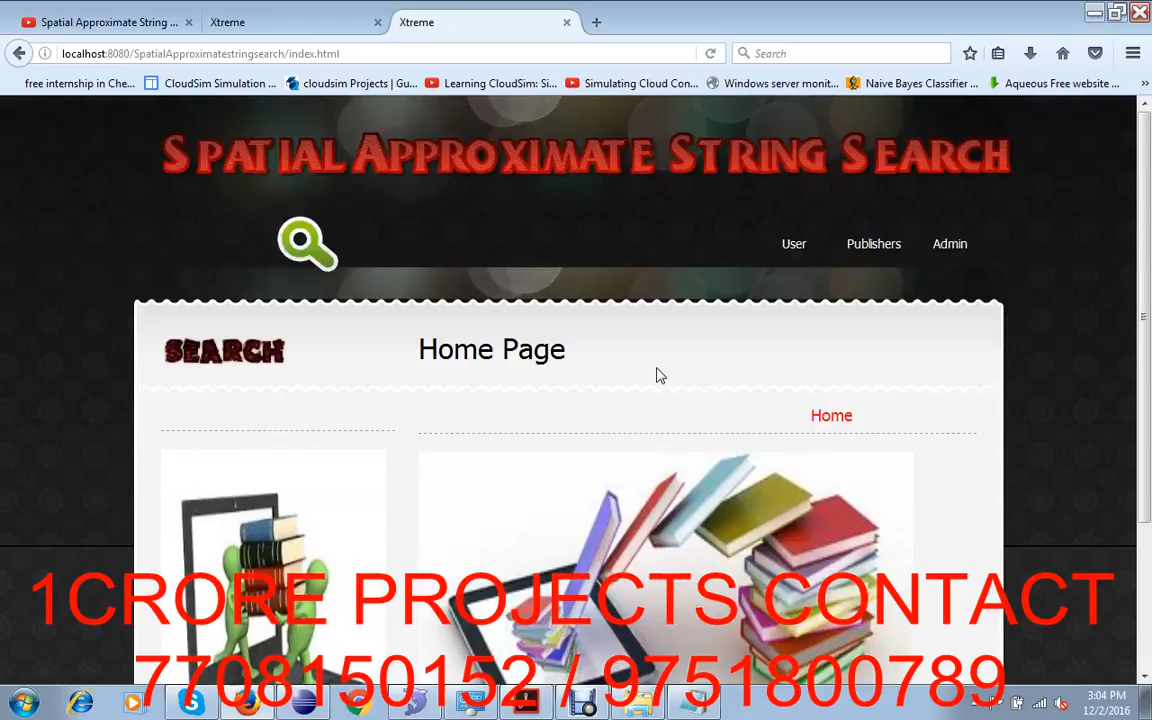 Spatial Approximate String ...
Xtreme
Xtreme
localhost:8080/SpatialApproximatestringsearch/index.html
Search
free internship in Che...
CloudSim Simulation ...
cloudsim Projects | Gu...
Learning CloudSim: Si...
Simulating Cloud Con...
Windows server monit...
Naive Bayes Classifier ...
Aqueous Free website ...
SPATIAL APPROXIMATE STRING SEARCH
User
Publishers
Admin
SEARCH
Home Page
Home
1CRORE PROJECTS CONTACT
7708150152 / 9751800789
3:04 PM
12/2/2016